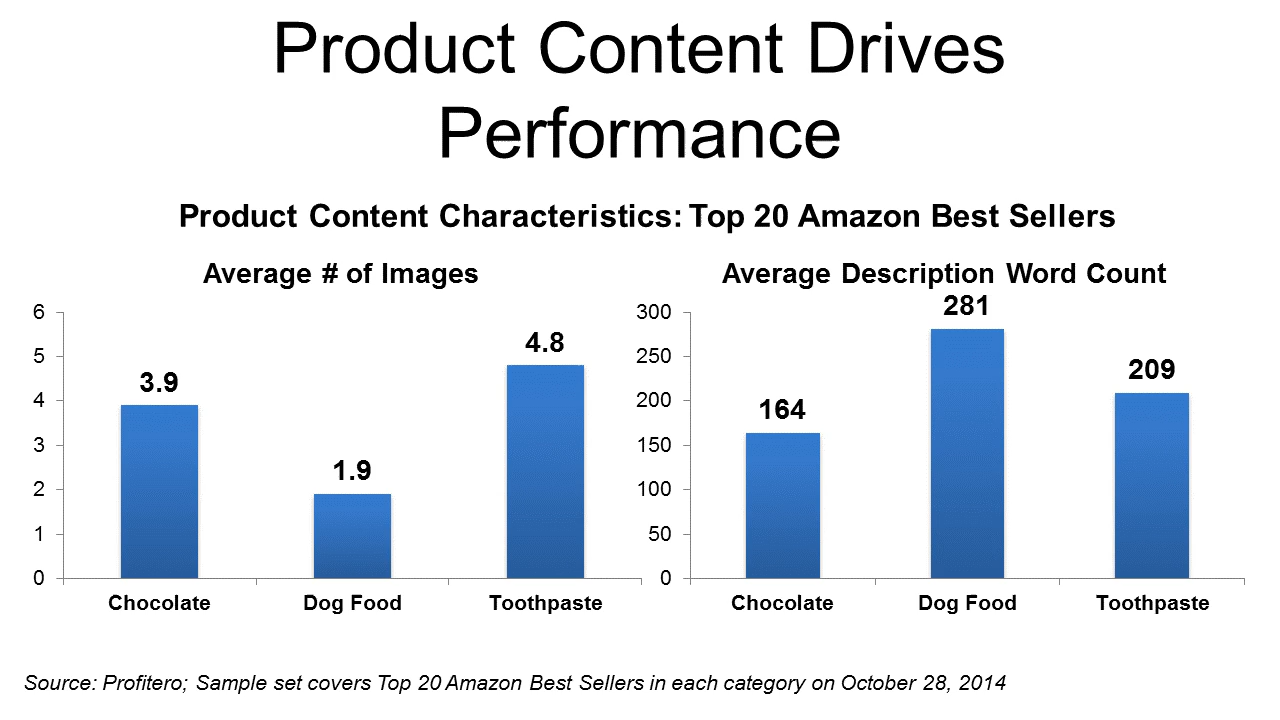 Product Content Drives
Performance
Product Content Characteristics: Top 20 Amazon Best Sellers
Average # of Images
6
5
4
3
2
1
0
3.9
1.9
4.8
Chocolate
Dog Food
Toothpaste
Average Description Word Count
300
250
200
150
100
50
0
164
281
209
Chocolate
Dog Food
Toothpaste
Source: Profitero; Sample set covers Top 20 Amazon Best Sellers in each category on October 28, 2014